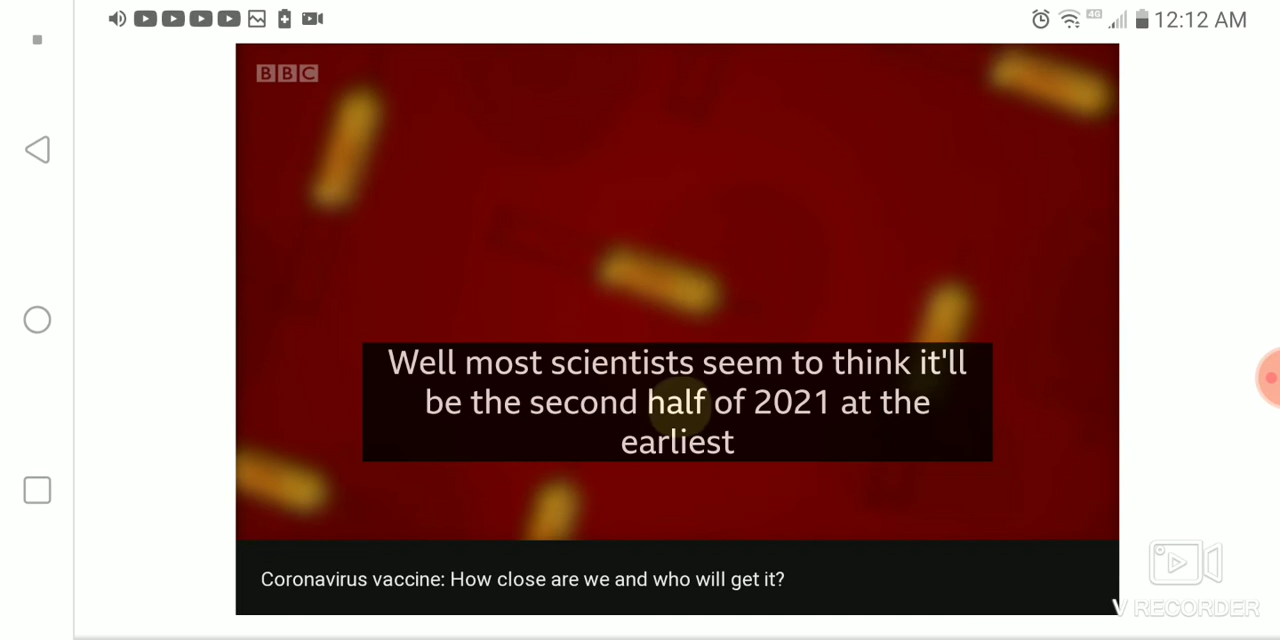 4G 12:12 AM
BBC
Well most scientists seem to think it'll
be the second half of 2021 at the
earliest
Coronavirus vaccine: How close are we and who will get it?
V RECORDER